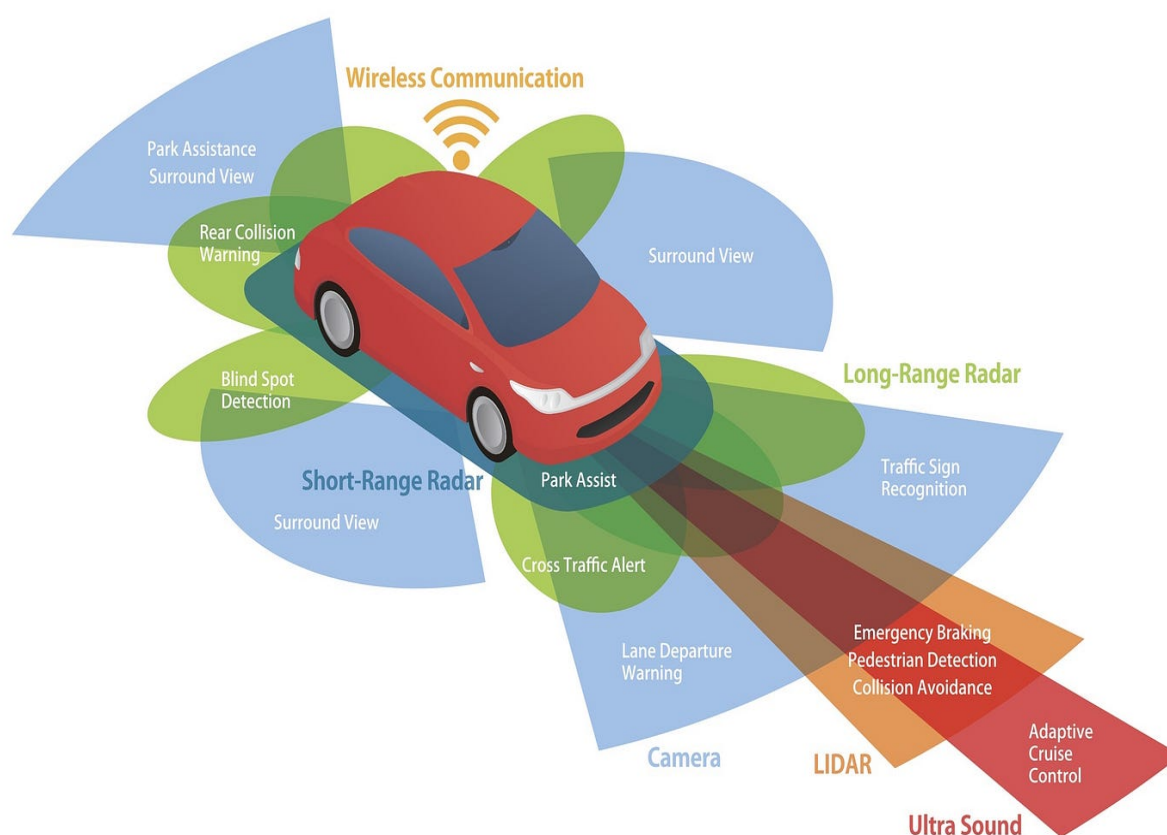 Wireless Communication
Park Assistance
Surround View
Rear Collision
Warning
Surround View
Blind Spot
Detection
Long-Range Radar
Short-Range Radar
Park Assist
Traffic Sign
Recognition
Surround View
Cross Traffic Alert
Lane Departure
Warning
Emergency Braking
Pedestrian Detection
Collision Avoidance
Camera
LIDAR
Adaptive
Cruise
Control
Ultra Sound